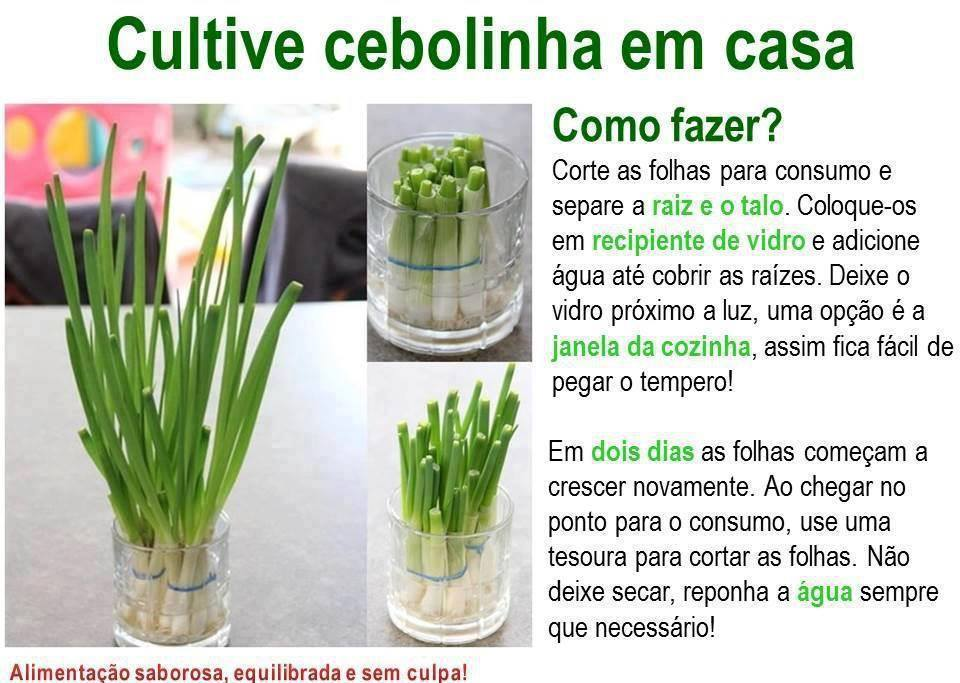 Cultive cebolinha em casa
Como fazer?
Corte as folhas para consumo e
separe a raiz e o talo. Coloque-os
em recipiente de vidro e adicione
água até cobrir as raízes. Deixe o
vidro próximo a luz, uma opção é a
janela da cozinha, assim fica fácil de
pegar o tempero!
Em dois dias as folhas começam a
crescer novamente. Ao chegar no
ponto para o consumo, use uma
tesoura para cortar as folhas. Não
deixe secar, reponha a água sempre
que necessário!
Alimentação saborosa, equilibrada e sem culpa!